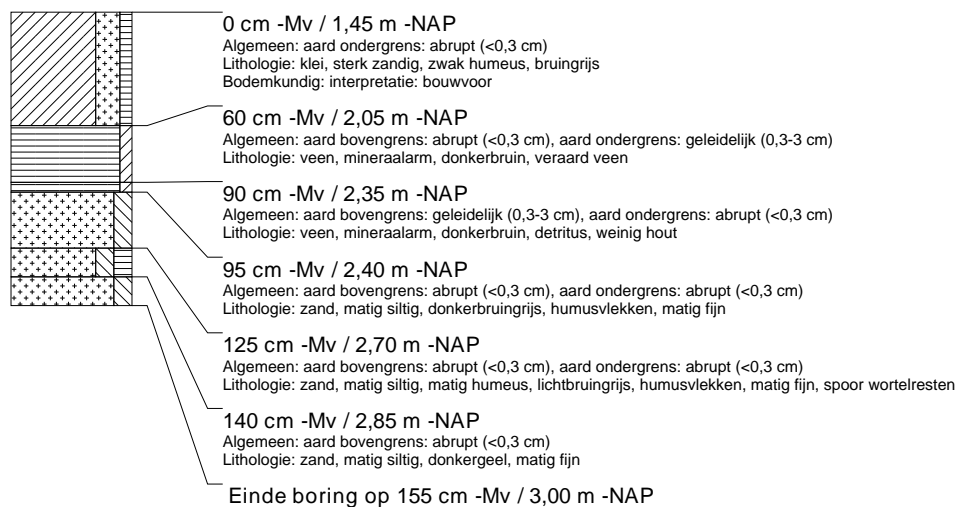 0 cm -Mv / 1,45 m -NAP
Algemeen: aard ondergrens: abrupt (<0,3 cm)
Lithologie: klei, sterk zandig, zwak humeus, bruingrijs
Bodemkundig: interpretatie: bouwvoor
60 cm -Mv / 2,05 m -NAP
Algemeen: aard bovengrens: abrupt (<0,3 cm), aard ondergrens: geleidelijk (0,3-3 cm)
Lithologie: veen, mineraalarm, donkerbruin, veraard veen
90 cm -Mv / 2,35 m -NAP
Algemeen: aard bovengrens: geleidelijk (0,3-3 cm), aard ondergrens: abrupt (<0,3 cm)
Lithologie: veen, mineraalarm, donkerbruin, detritus, weinig hout
95 cm -Mv / 2,40 m -NAP
Algemeen: aard bovengrens: abrupt (<0,3 cm), aard ondergrens: abrupt (<0,3 cm)
Lithologie: zand, matig siltig, donkerbruingrijs, humusvlekken, matig fijn
125 cm -Mv / 2,70 m -NAP
Algemeen: aard bovengrens: abrupt (<0,3 cm), aard ondergrens: abrupt (<0,3 cm)
Lithologie: zand, matig siltig, matig humeus, lichtbruingrijs, humusvlekken, matig fijn, spoor wortelresten
140 cm -Mv / 2,85 m -NAP
Algemeen: aard bovengrens: abrupt (<0,3 cm)
Lithologie: zand, matig siltig, donkergeel, matig fijn
Einde boring op 155 cm -Mv / 3,00 m -NAP